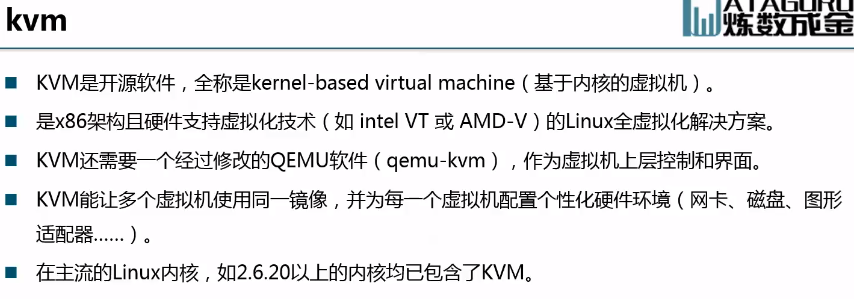 kvm
ATAGURU
炼数成金
KVM是开源软件，全称是kernel-based virtual machine（基于内核的虚拟机）。
是x86架构且硬件支持虚拟化技术（如 intel VT 或 AMD-V）的Linux全虚拟化解决方案。
KVM还需要一个经过修改的QEMU软件（qemu-kvm），作为虚拟机上层控制和界面。
KVM能让多个虚拟机使用同一镜像，并为每一个虚拟机配置个性化硬件环境（网卡、磁盘、图形
适配器……）。
在主流的Linux内核，如2.6.20以上的内核均已包含了KVM。